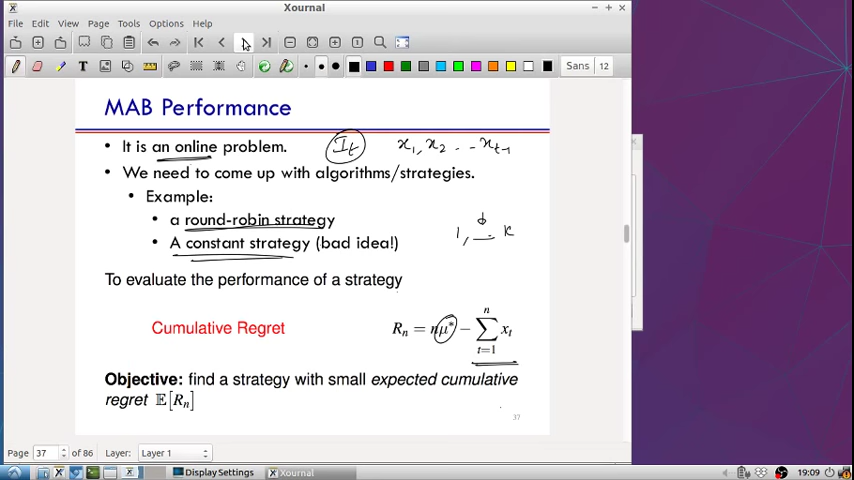 Xournal
File Edit View Page Tools Options Help
Sans 12
MAB Performance
• It is an online problem. I_t x_1, x_2 . . - x_{t-1}
• We need to come up with algorithms/strategies.
• Example:
• a round-robin strategy
• A constant strategy (bad idea!) 1, __ . k
To evaluate the performance of a strategy
Cumulative Regret R_n = nμ* − ∑_{t=1}^{n} x_t
Objective: find a strategy with small expected cumulative
regret 𝔼[R_n]
37
Page 37 of 86 Layer: Layer 1
Display Settings Xournal 19:09